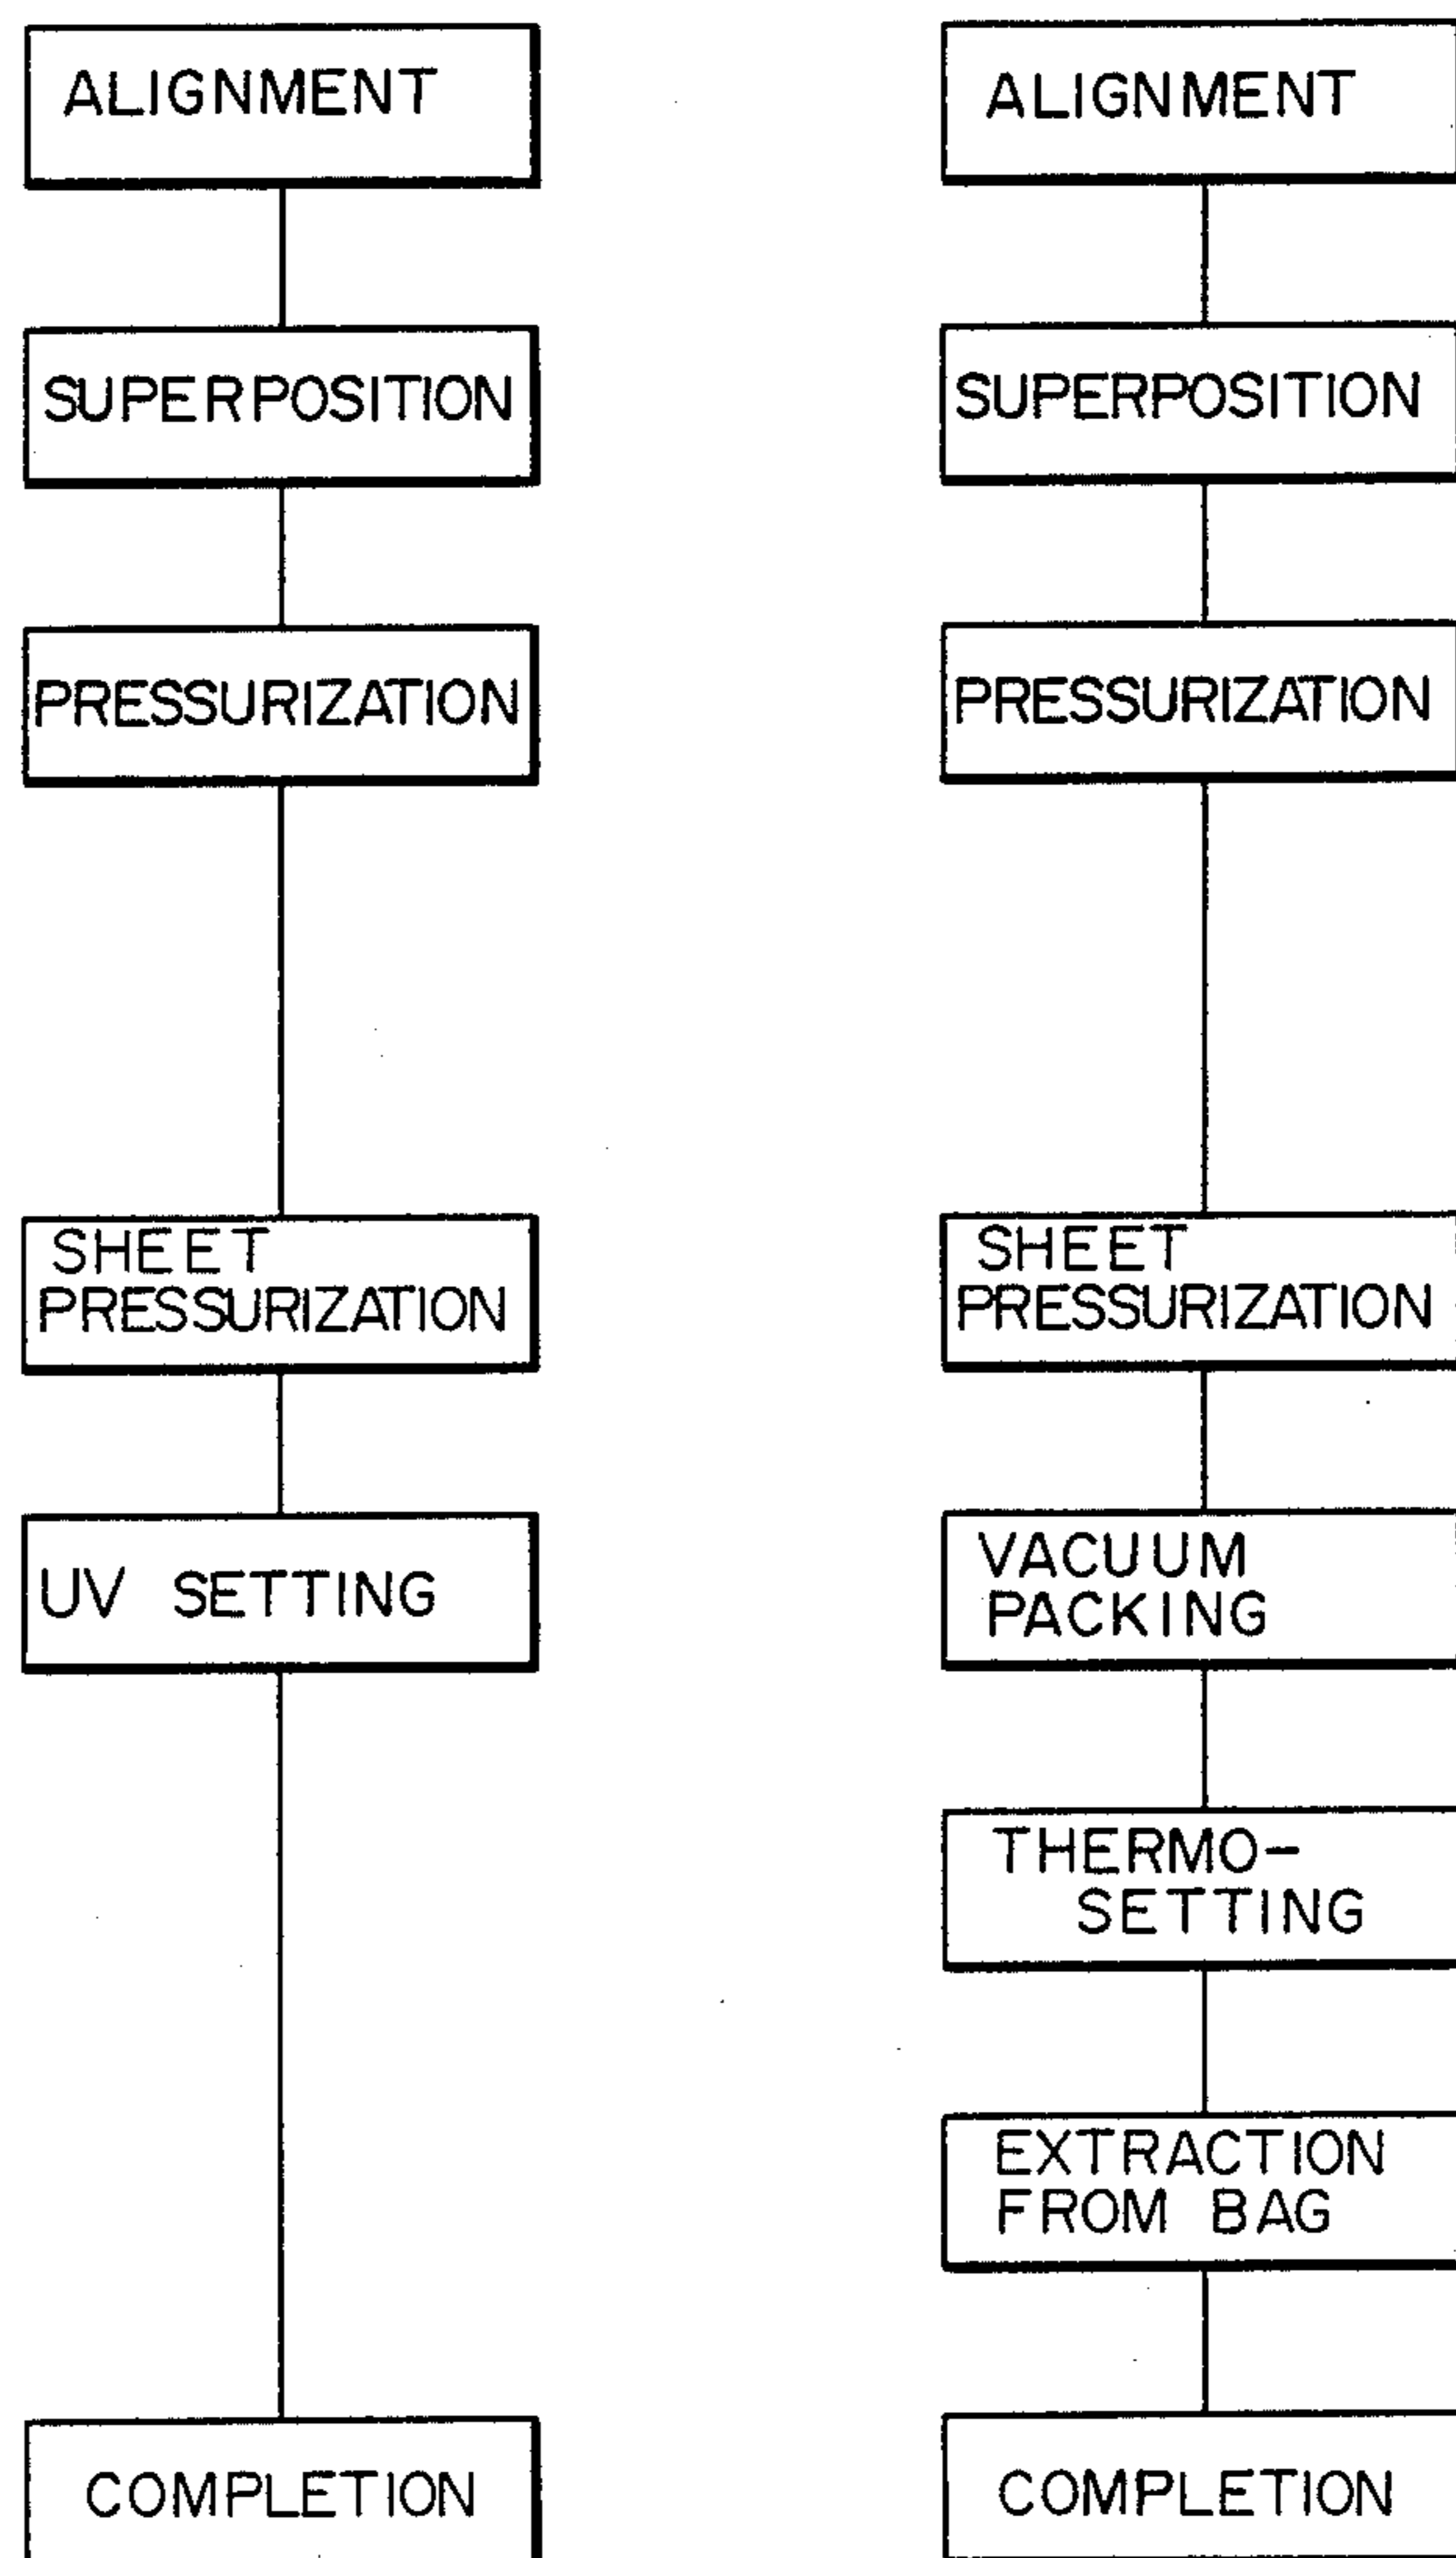 ALIGNMENT
SUPERPOSITION
PRESSURIZATION
SHEET
PRESSURIZATION
UV SETTING
COMPLETION
ALIGNMENT
SUPERPOSITION
PRESSURIZATION
SHEET
PRESSURIZATION
VACUUM
PACKING
THERMO-
SETTING
EXTRACTION
FROM BAG
COMPLETION